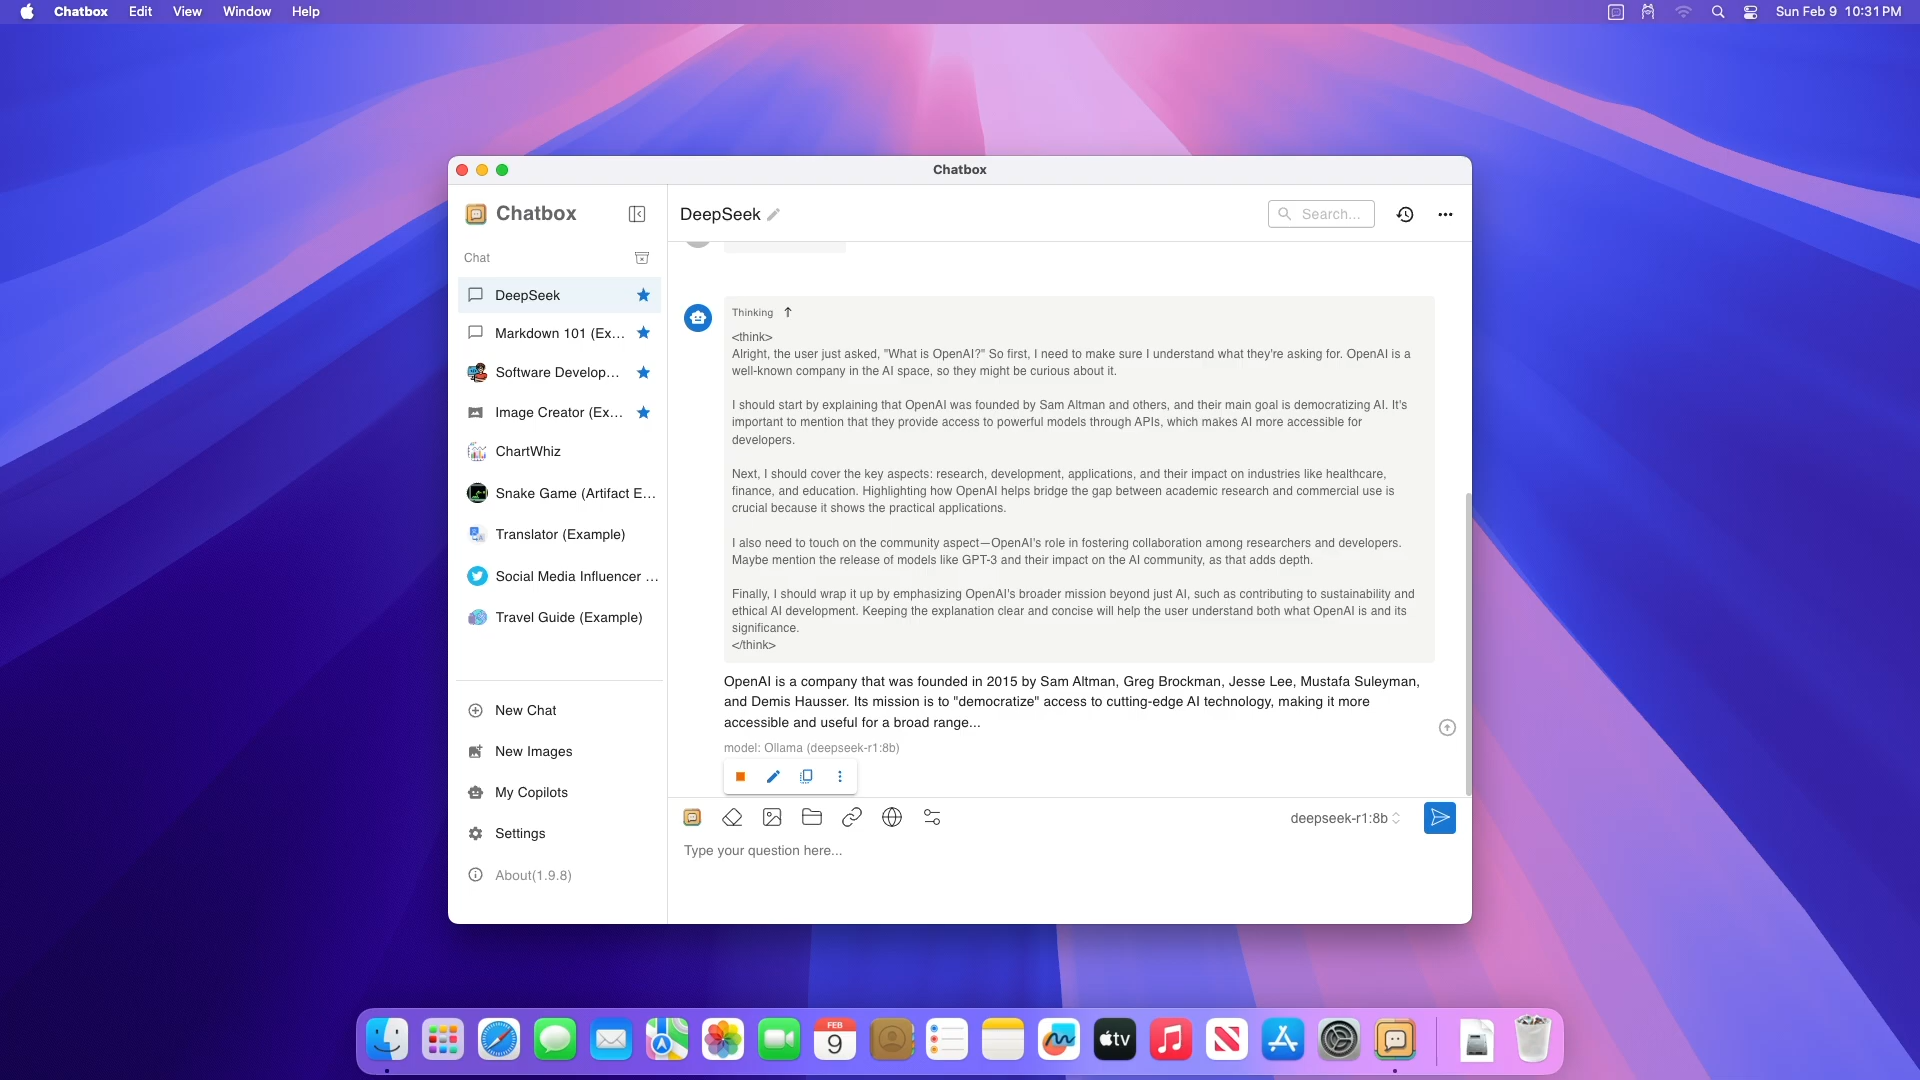 Chatbox Edit View Window Help
Sun Feb 9 10:31 PM
Chatbox
Chatbox
DeepSeek
Search...
Chat
DeepSeek
Markdown 101 (Ex...
Software Develop...
Image Creator (Ex...
ChartWhiz
Snake Game (Artifact E...
Translator (Example)
Social Media Influencer ...
Travel Guide (Example)
New Chat
New Images
My Copilots
Settings
About(1.9.8)
Thinking
<think>
Alright, the user just asked, "What is OpenAI?" So first, I need to make sure I understand what they're asking for. OpenAI is a
well-known company in the AI space, so they might be curious about it.
I should start by explaining that OpenAI was founded by Sam Altman and others, and their main goal is democratizing AI. It's
important to mention that they provide access to powerful models through APIs, which makes AI more accessible for
developers.
Next, I should cover the key aspects: research, development, applications, and their impact on industries like healthcare,
finance, and education. Highlighting how OpenAI helps bridge the gap between academic research and commercial use is
crucial because it shows the practical applications.
I also need to touch on the community aspect—OpenAI's role in fostering collaboration among researchers and developers.
Maybe mention the release of models like GPT-3 and their impact on the AI community, as that adds depth.
Finally, I should wrap it up by emphasizing OpenAI's broader mission beyond just AI, such as contributing to sustainability and
ethical AI development. Keeping the explanation clear and concise will help the user understand both what OpenAI is and its
significance.
</think>
OpenAI is a company that was founded in 2015 by Sam Altman, Greg Brockman, Jesse Lee, Mustafa Suleyman,
and Demis Hausser. Its mission is to "democratize" access to cutting-edge AI technology, making it more
accessible and useful for a broad range...
model: Ollama (deepseek-r1:8b)
deepseek-r1:8b
Type your question here...
FEB
9
tv